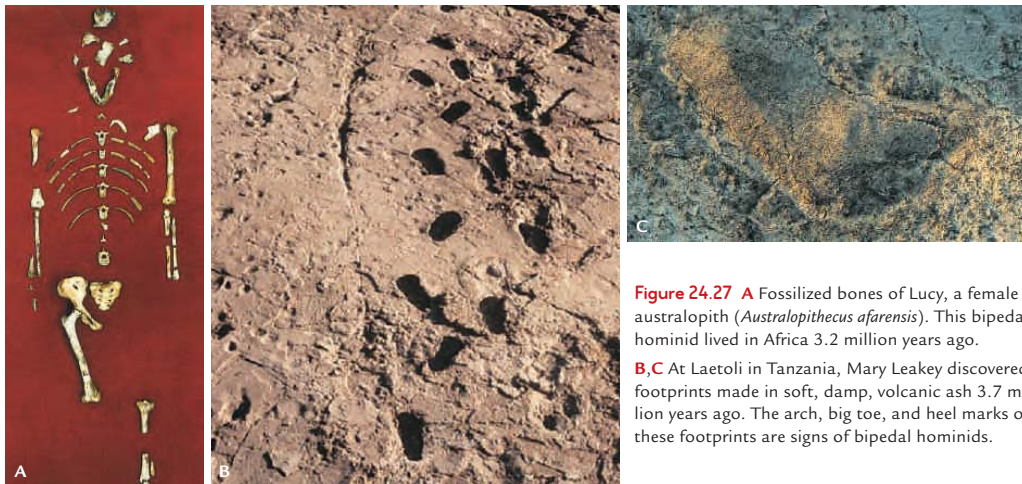 A
B
C
Figure 24.27 A Fossilized bones of Lucy, a female
australopith (Australopithecus afarensis). This bipeda
hominid lived in Africa 3.2 million years ago.
B,C At Laetoli in Tanzania, Mary Leakey discovered
footprints made in soft, damp, volcanic ash 3.7 m
lion years ago. The arch, big toe, and heel marks o
these footprints are signs of bipedal hominids.